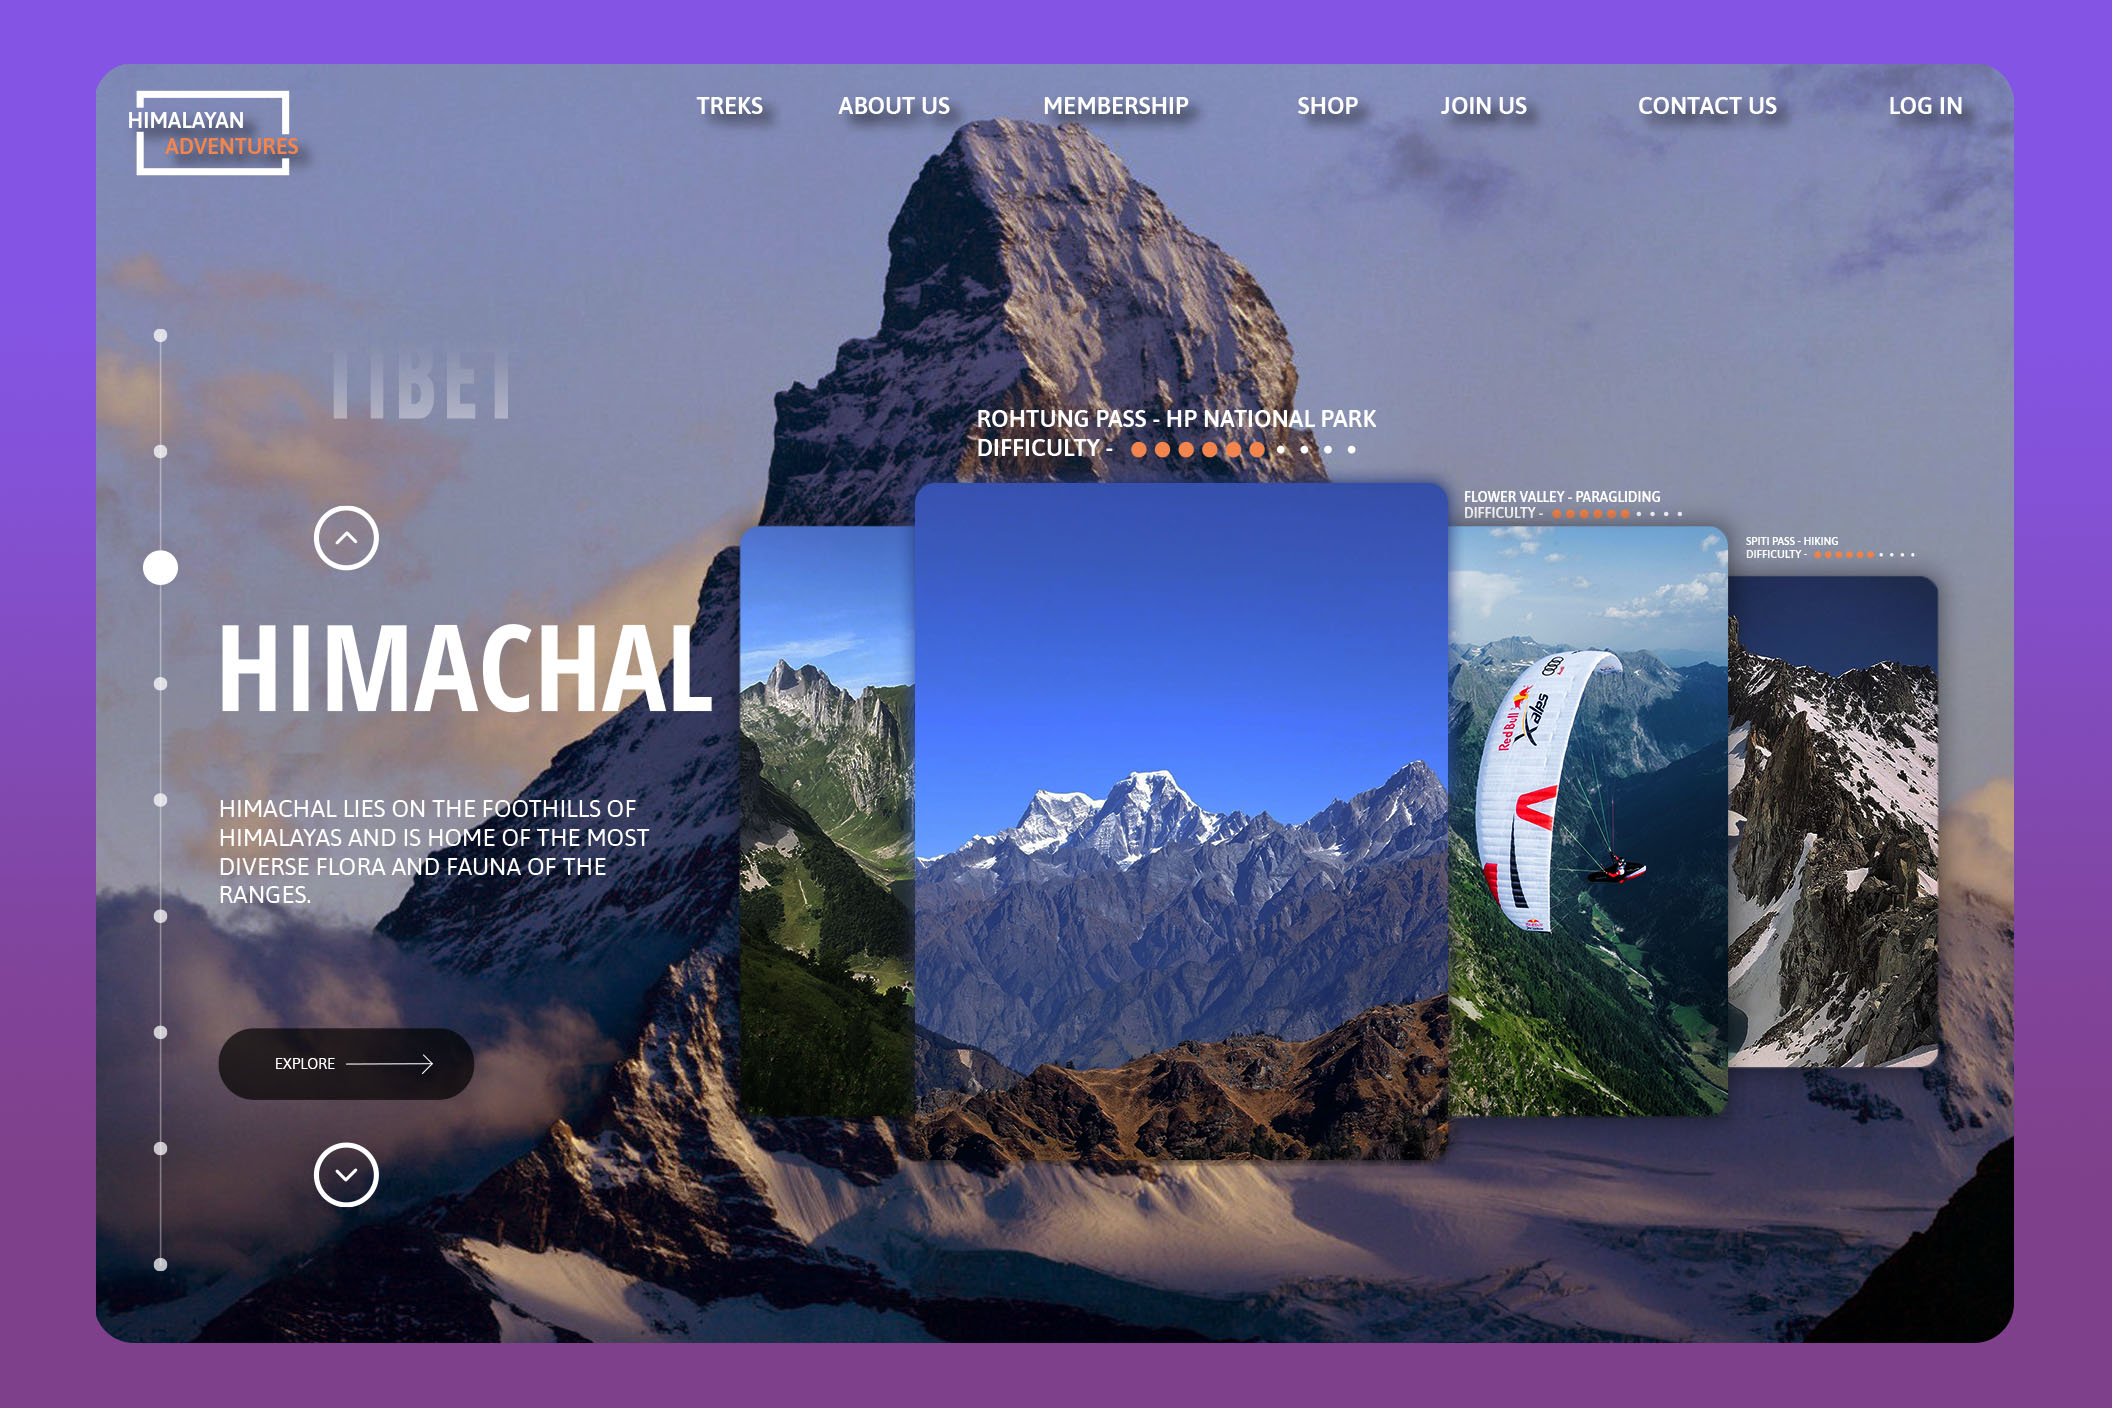 HIMALAYAN
ADVENTURES
TREKS
ABOUT US
MEMBERSHIP
SHOP
JOIN US
CONTACT US
LOG IN
TIBET
HIMACHAL
HIMACHAL LIES ON THE FOOTHILLS OF
HIMALAYAS AND IS HOME OF THE MOST
DIVERSE FLORA AND FAUNA OF THE
RANGES.
EXPLORE
ROHTUNG PASS - HP NATIONAL PARK
DIFFICULTY -
FLOWER VALLEY - PARAGLIDING
DIFFICULTY -
SPITI PASS - HIKING
DIFFICULTY -
Red Bull
Xalps
Audi